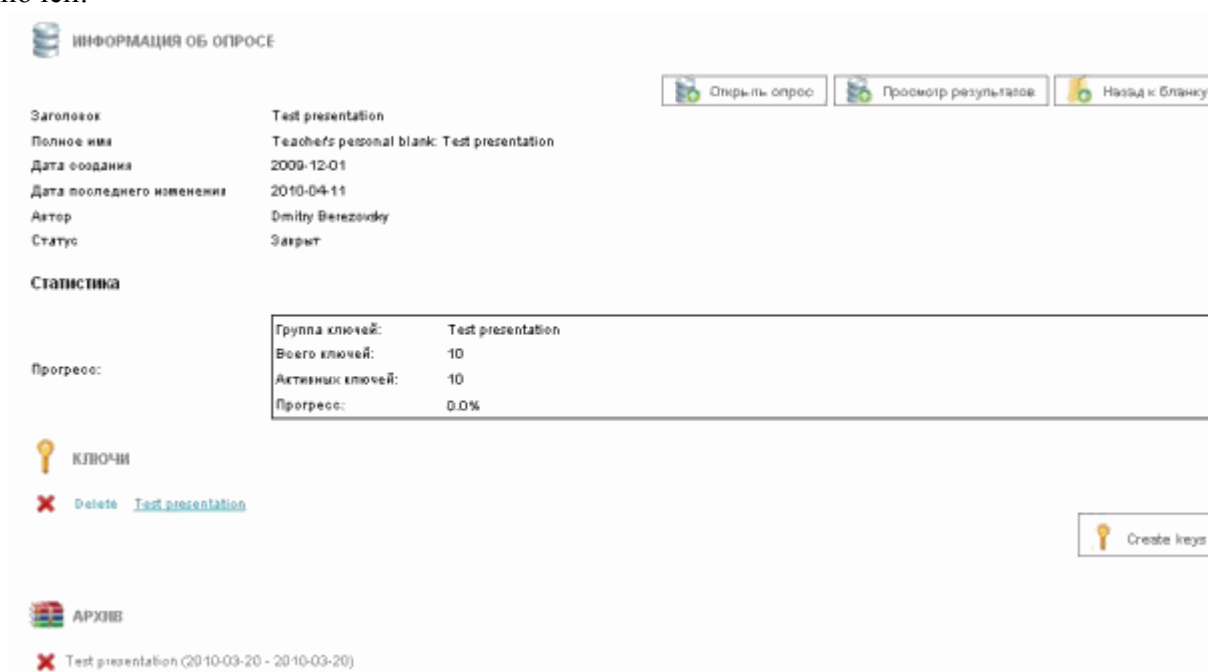 ИНФОРМАЦИЯ ОБ ОПРОСЕ
Открыть опрос Просмотр результатов Назад к бланку
Заголовок Test presentation
Полное имя Teacher's personal blank: Test presentation
Дата создания 2009-12-01
Дата последнего изменения 2010-04-11
Автор Dmitry Berezovsky
Статус Закрыт
Статистика
Прогресс:
Группа ключей: Test presentation
Всего ключей: 10
Активных ключей: 10
Прогресс: 0.0%
КЛЮЧИ
Delete Test presentation
Create keys
АРХИВ
Test presentation (2010-03-20 - 2010-03-20)